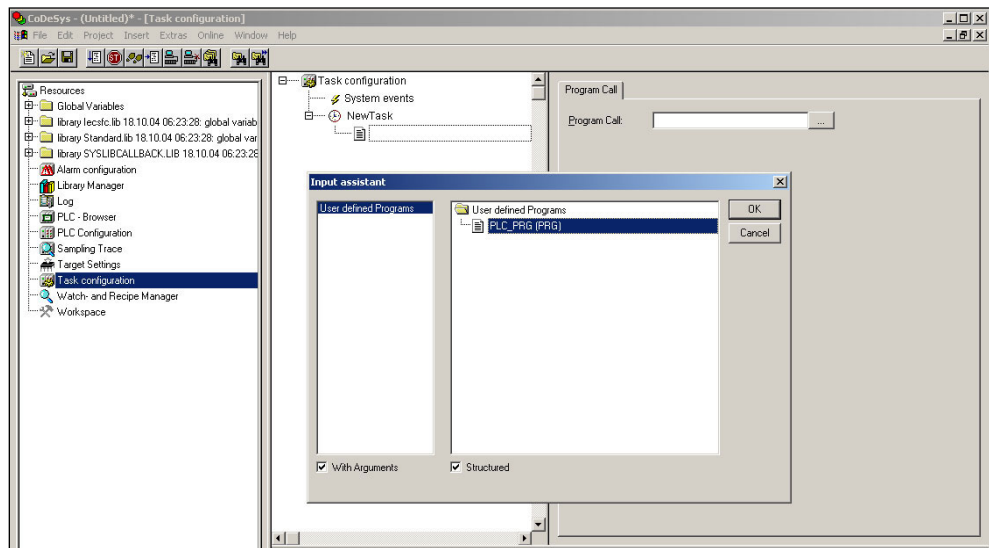 CoDeSys - (Untitled)* - [Task configuration]
File Edit Project Insert Extras Online Window Help
Resources
Global Variables
library Iecsfc.lib 18.10.04 06:23:28: global variab
library Standard.lib 18.10.04 06:23:28: global var
library SYSLIBCALLBACK.LIB 18.10.04 06:23:28
Alarm configuration
Library Manager
Log
PLC - Browser
PLC Configuration
Sampling Trace
Target Settings
Task configuration
Watch- and Recipe Manager
Workspace
Task configuration
System events
NewTask
Program Call
Program Call:
...
Input assistant
User defined Programs
User defined Programs
PLC_PRG (PRG)
OK
Cancel
With Arguments
Structured